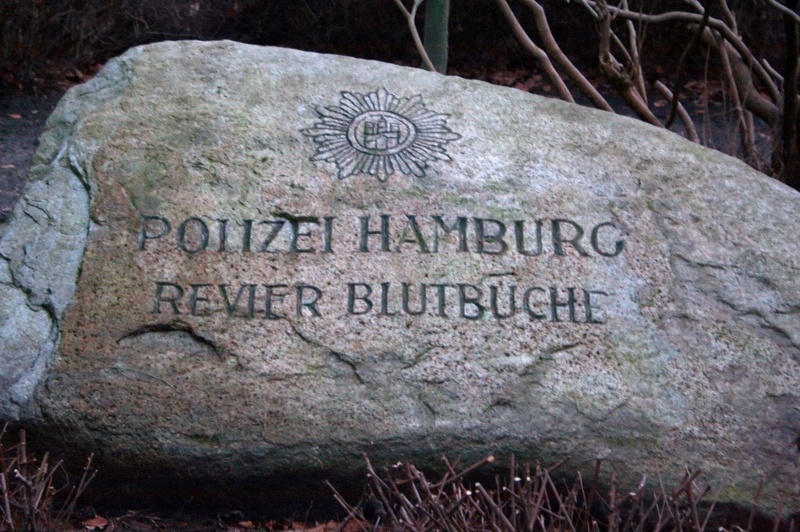 POLIZEI HAMBURG
REVIER BLUTBÜCHE